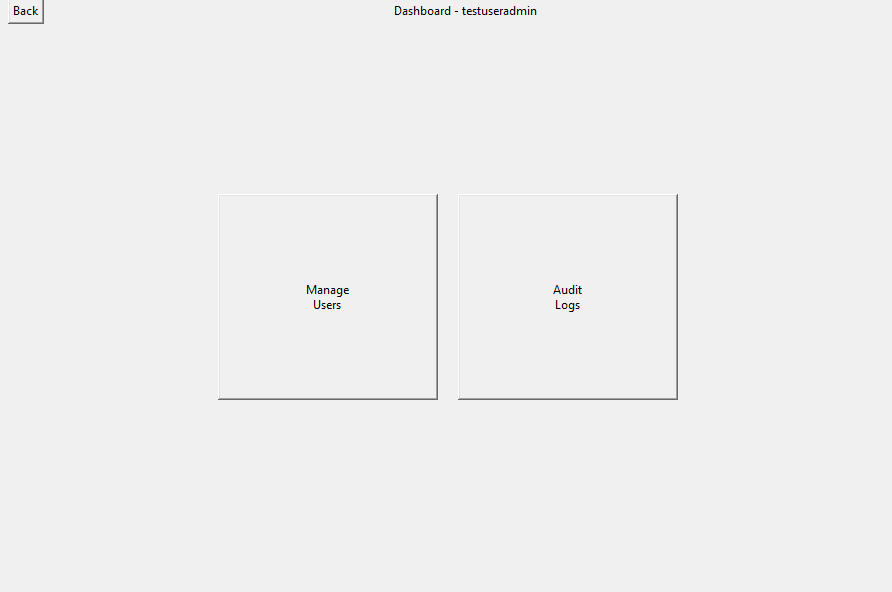 Back
Dashboard - testuseradmin
Manage
Users
Audit
Logs